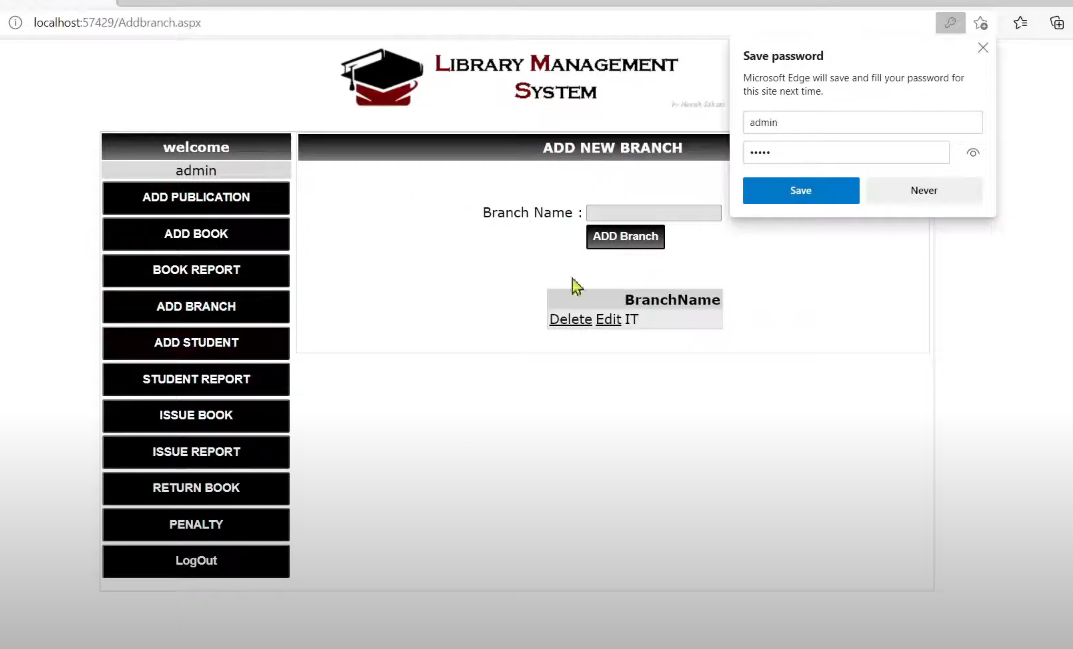 localhost:57429/Addbranch.aspx
LIBRARY MANAGEMENT
SYSTEM
Save password
Microsoft Edge will save and fill your password for
this site next time.
admin
•••••
Save Never
welcome
admin
ADD PUBLICATION
ADD BOOK
BOOK REPORT
ADD BRANCH
ADD STUDENT
STUDENT REPORT
ISSUE BOOK
ISSUE REPORT
RETURN BOOK
PENALTY
LogOut
ADD NEW BRANCH
Branch Name :
ADD Branch
BranchName
Delete Edit IT